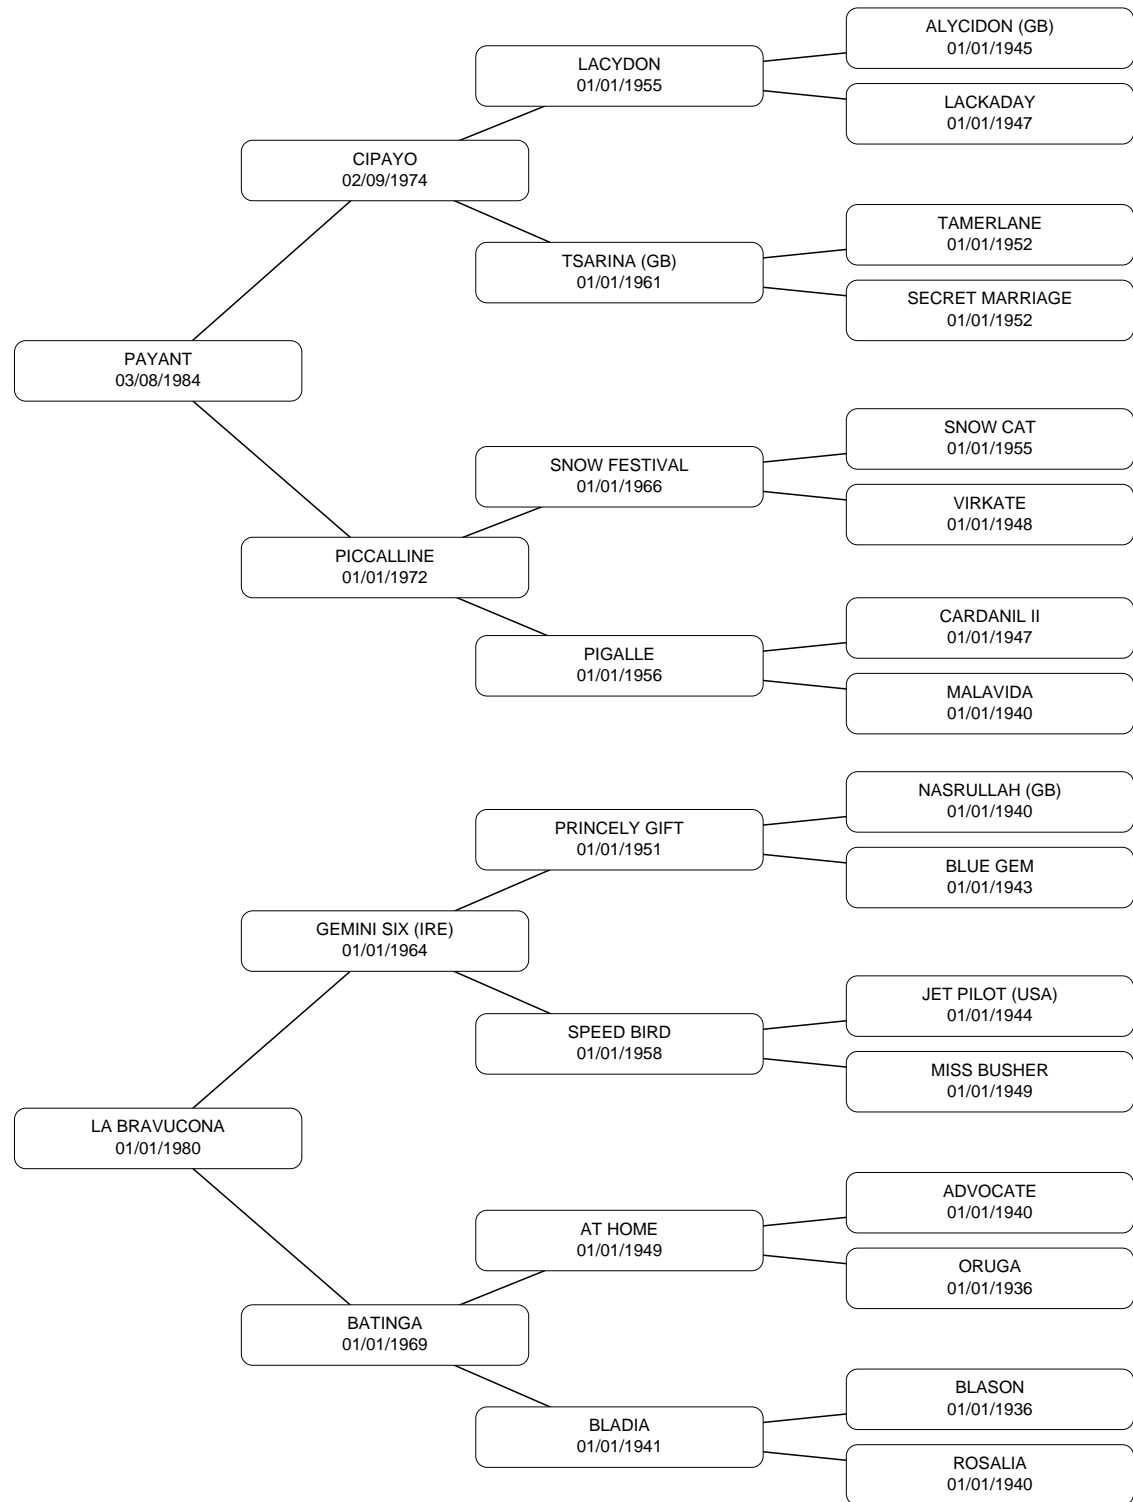 ALYCIDON (GB)
01/01/1945
LACYDON
01/01/1955
LACKADAY
01/01/1947
CIPAYO
02/09/1974
TAMERLANE
01/01/1952
TSARINA (GB)
01/01/1961
SECRET MARRIAGE
01/01/1952
PAYANT
03/08/1984
SNOW CAT
01/01/1955
SNOW FESTIVAL
01/01/1966
VIRKATE
01/01/1948
PICCALLINE
01/01/1972
CARDANIL II
01/01/1947
PIGALLE
01/01/1956
MALAVIDA
01/01/1940
NASRULLAH (GB)
01/01/1940
PRINCELY GIFT
01/01/1951
BLUE GEM
01/01/1943
GEMINI SIX (IRE)
01/01/1964
JET PILOT (USA)
01/01/1944
SPEED BIRD
01/01/1958
MISS BUSHER
01/01/1949
LA BRAVUCONA
01/01/1980
ADVOCATE
01/01/1940
AT HOME
01/01/1949
ORUGA
01/01/1936
BATINGA
01/01/1969
BLASON
01/01/1936
BLADIA
01/01/1941
ROSALIA
01/01/1940